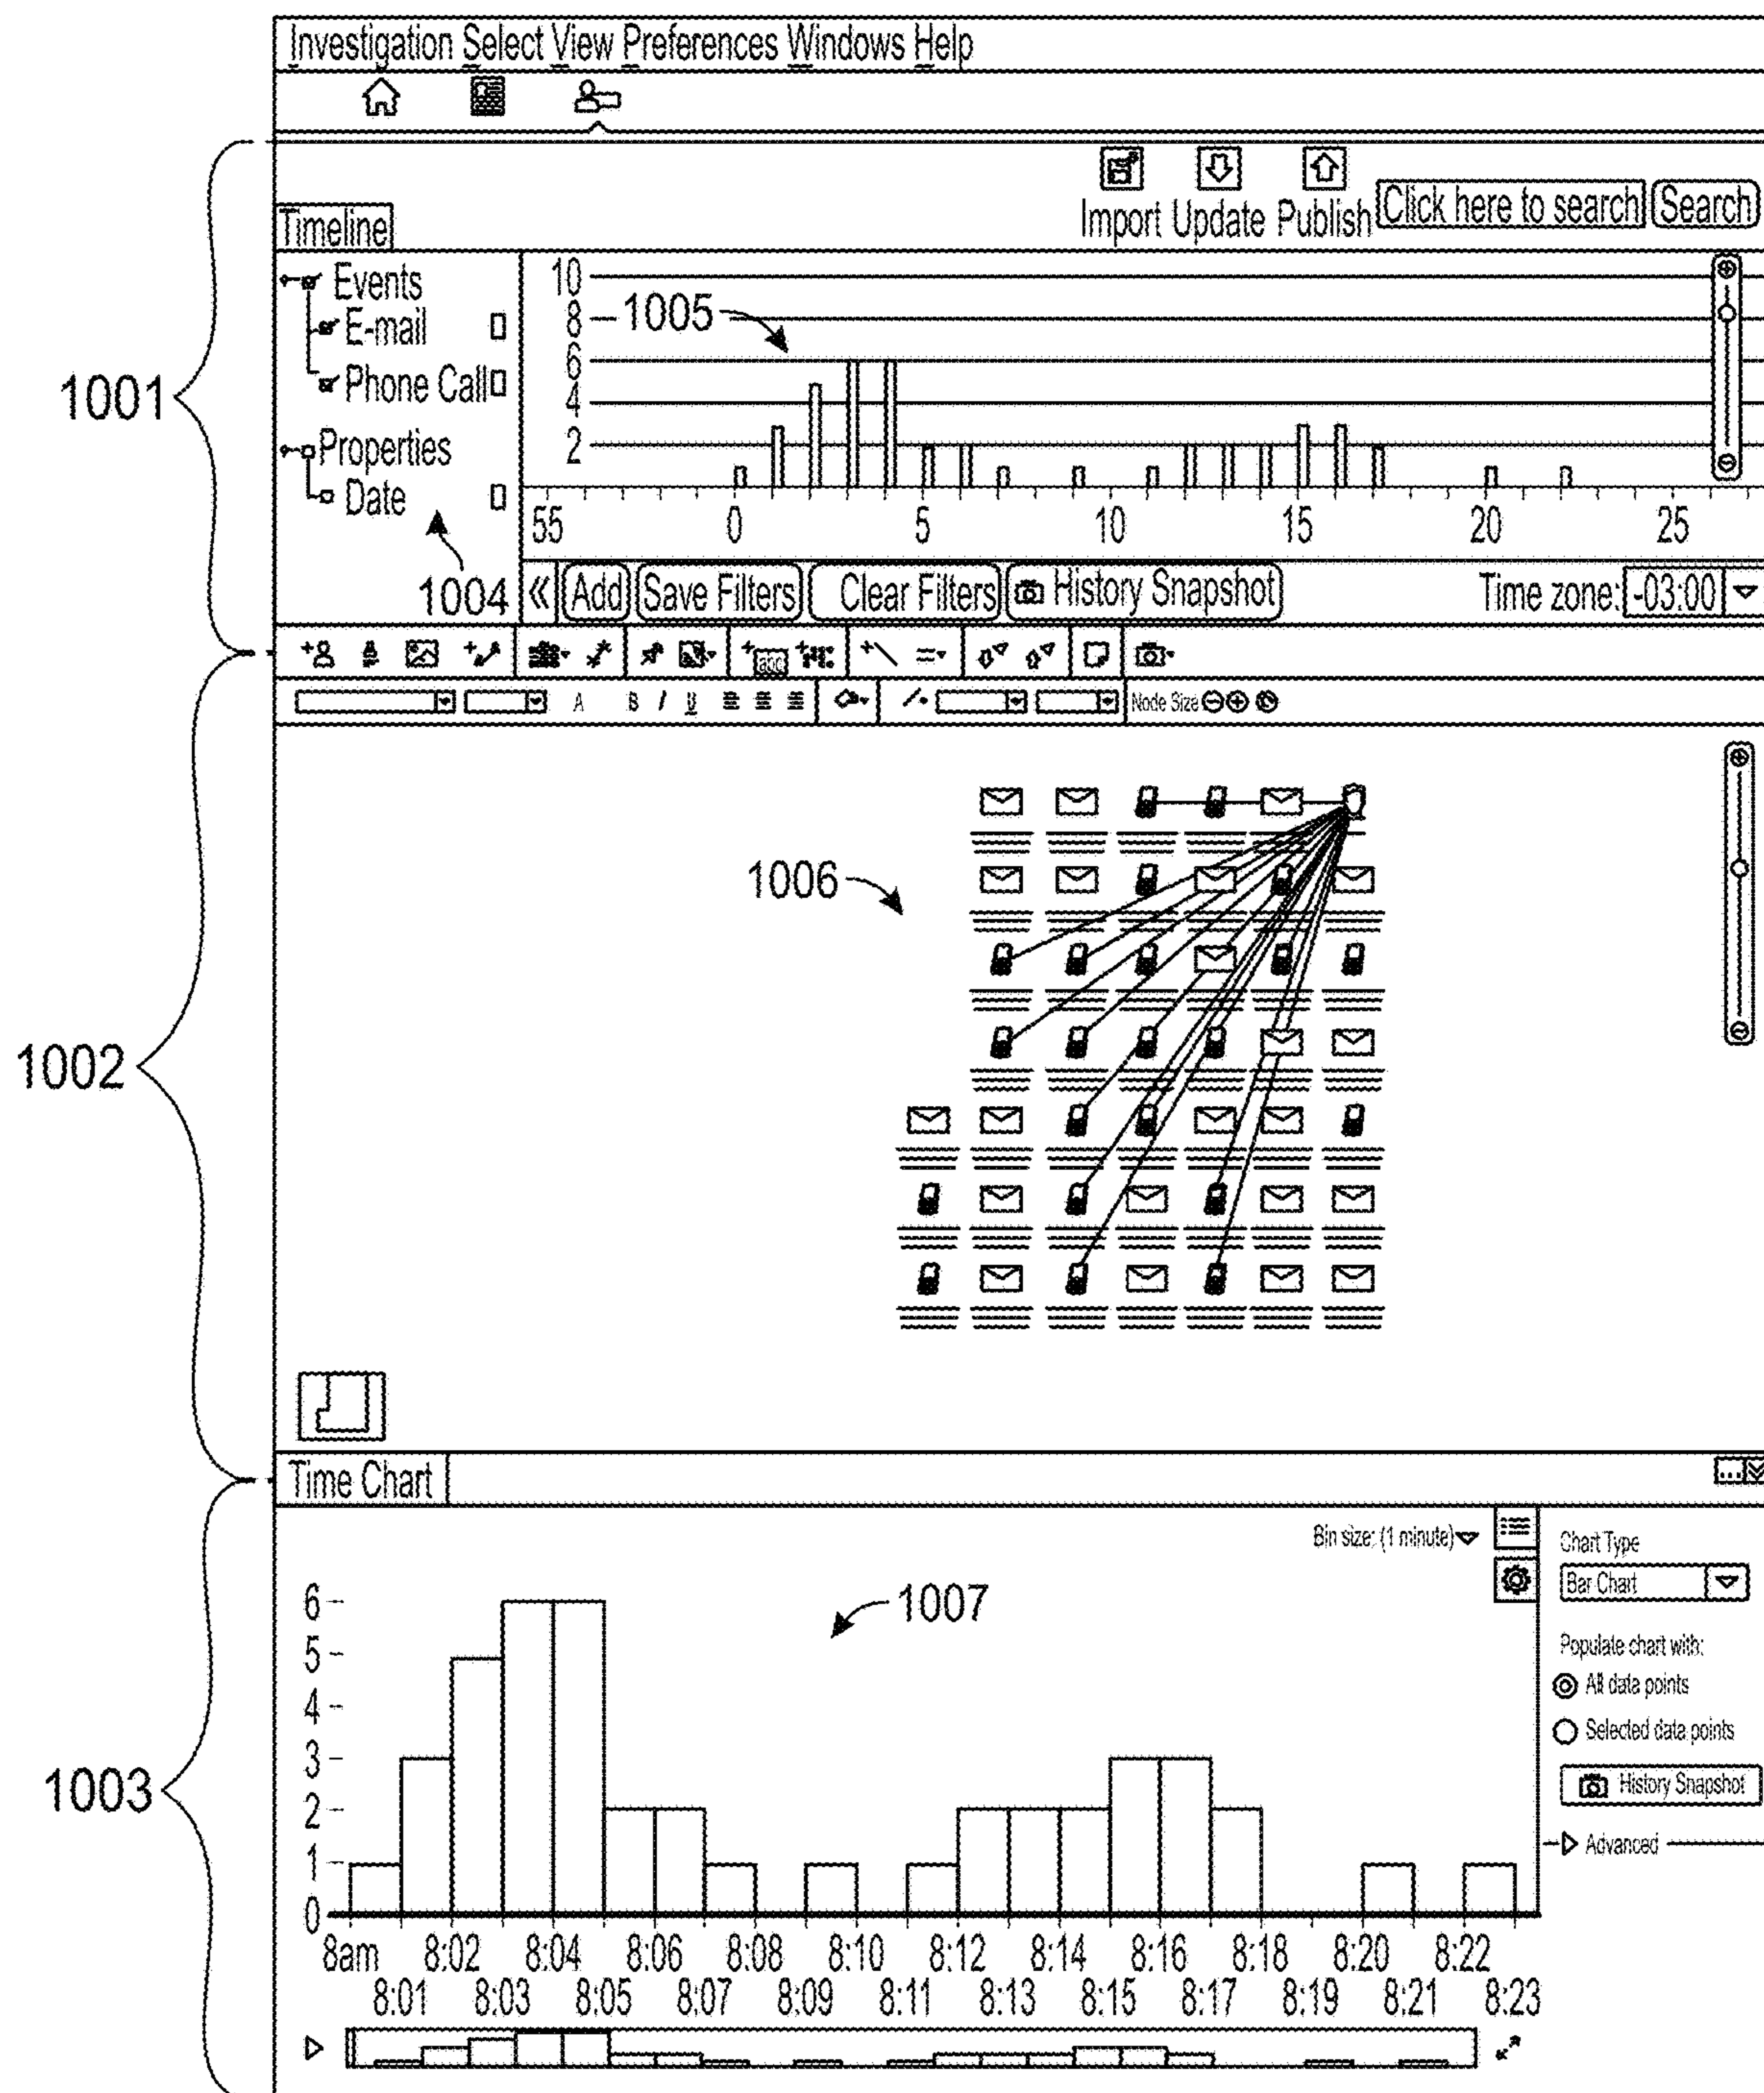 Investigation Select View Preferences Windows Help
Import Update Publish Click here to search Search
Timeline
Events
E-mail
Phone Call
Properties
Date
10
8
6
4
2
55 0 5 10 15 20 25
1005
1001
1004
« Add Save Filters Clear Filters History Snapshot Time zone: -03:00
abc
A B I U Node Size
1006
1002
Time Chart
Bin size: (1 minute)
Chart Type
Bar Chart
Populate chart with:
All data points
Selected data points
History Snapshot
Advanced
1007
1003
6
5
4
3
2
1
0
8am 8:02 8:04 8:06 8:08 8:10 8:12 8:14 8:16 8:18 8:20 8:22
8:01 8:03 8:05 8:07 8:09 8:11 8:13 8:15 8:17 8:19 8:21 8:23